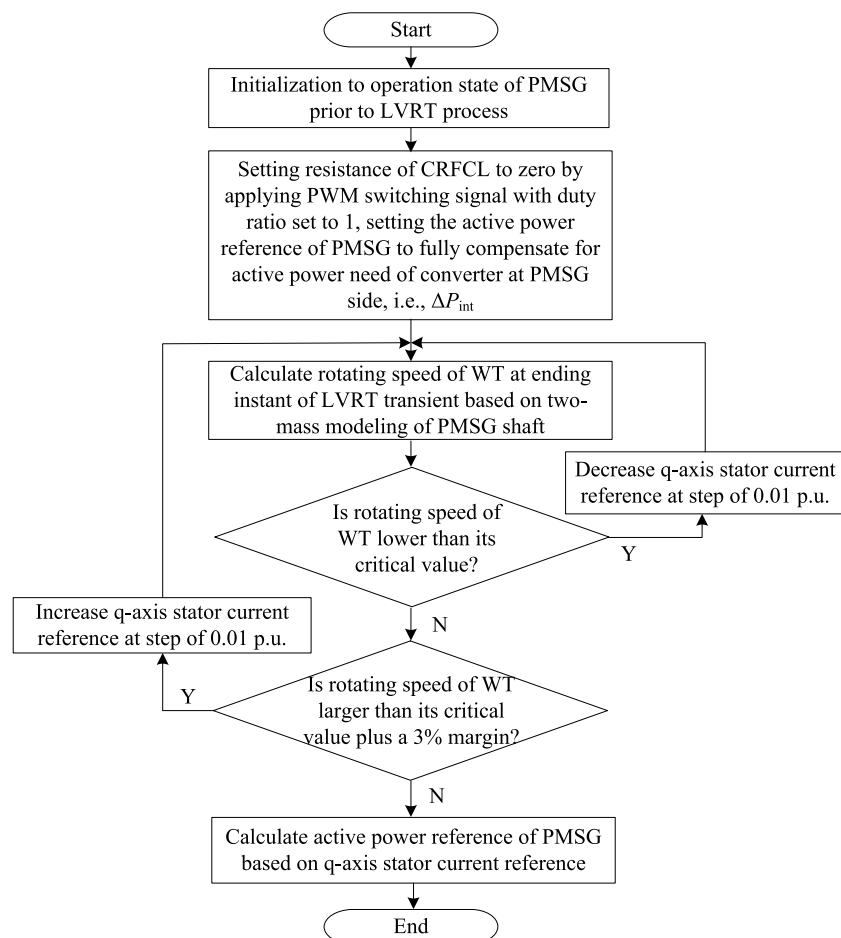 Start
Initialization to operation state of PMSG
prior to LVRT process
Setting resistance of CRFCL to zero by
applying PWM switching signal with duty
ratio set to 1, setting the active power
reference of PMSG to fully compensate for
active power need of converter at PMSG
side, i.e., ΔPint
Calculate rotating speed of WT at ending
instant of LVRT transient based on two-
mass modeling of PMSG shaft
Decrease q-axis stator current
reference at step of 0.01 p.u.
Is rotating speed of
WT lower than its
critical value?
Y
Increase q-axis stator current
reference at step of 0.01 p.u.
N
Is rotating speed of WT
larger than its critical
value plus a 3% margin?
Y
N
Calculate active power reference of PMSG
based on q-axis stator current reference
End